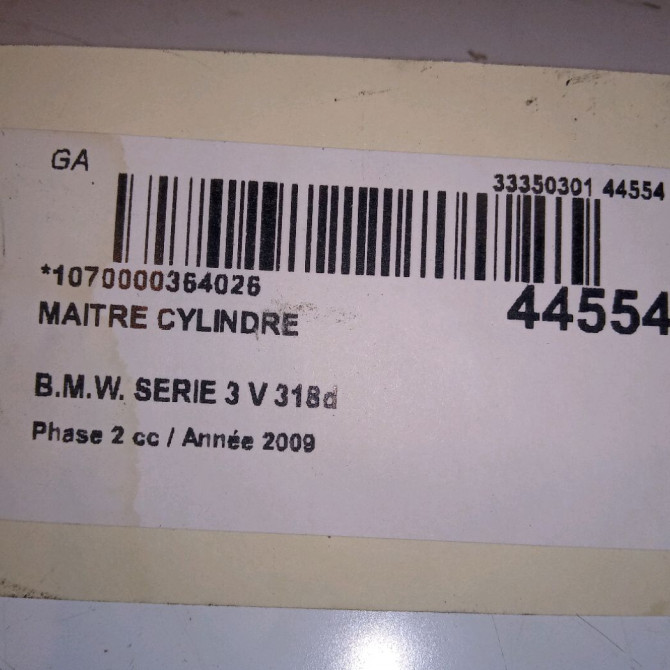 GA
33350301 44554
*1070000364026
44554
MAITRE CYLINDRE
B.M.W. SERIE 3 V 318d
Phase 2 cc / Année 2009